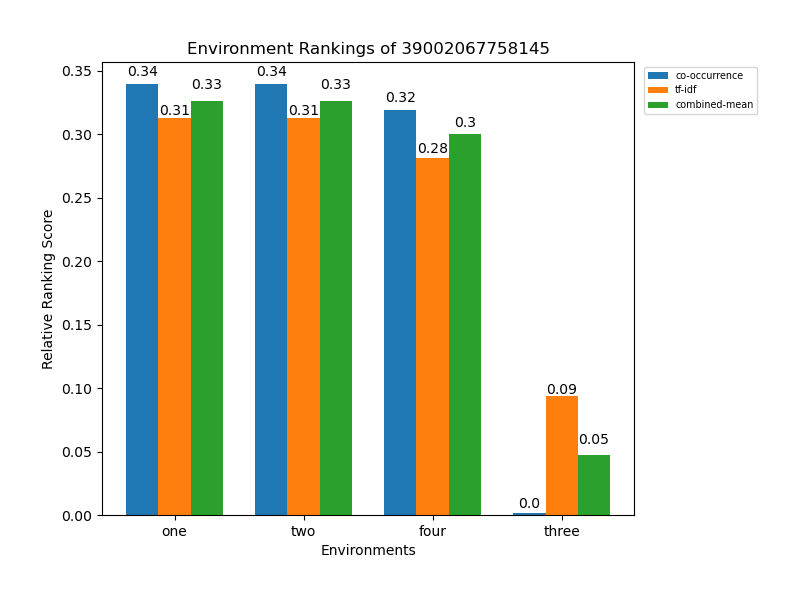 Environment Rankings of 39002067758145
co-occurrence
tf-idf
combined-mean
Relative Ranking Score
0.35
0.30
0.25
0.20
0.15
0.10
0.05
0.00
0.34
0.31
0.33
0.34
0.31
0.33
0.32
0.28
0.3
0.0
0.09
0.05
one two four three
Environments